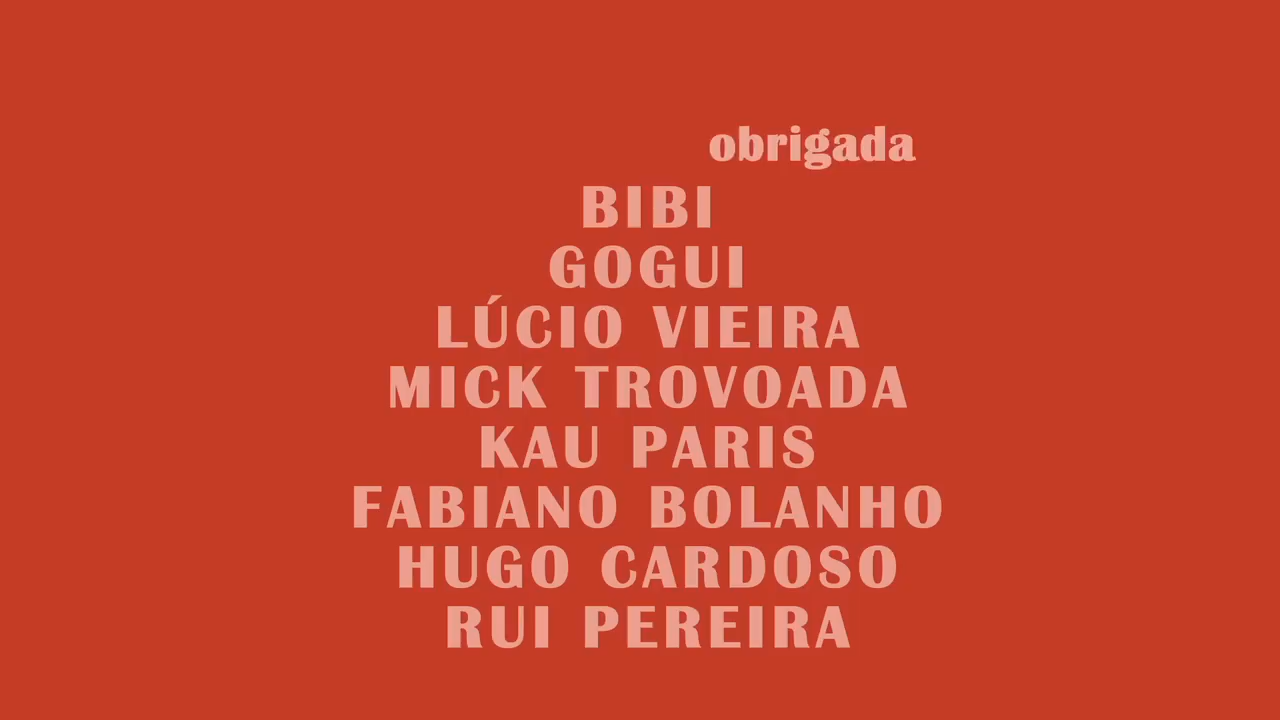 obrigada
BIBI
GOGUI
LÚCIO VIEIRA
MICK TROVOADA
KAU PARIS
FABIANO BOLANHO
HUGO CARDOSO
RUI PEREIRA